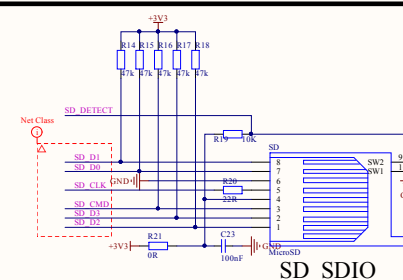 +3V3
R14 R15 R16 R17 R18
47k 47k 47k 47k 47k
SD_DETECT
Net Class
i
R19 10K
SD
SD_D1
SD_D0
GND
SD_CLK
R20
22R
SD_CMD
SD_D3
SD_D2
8
7
6
5
4
3
2
1
SW2
SW1
9
R21
+3V3
0R
C23
100nF
GND
MicroSD
SD_SDIO